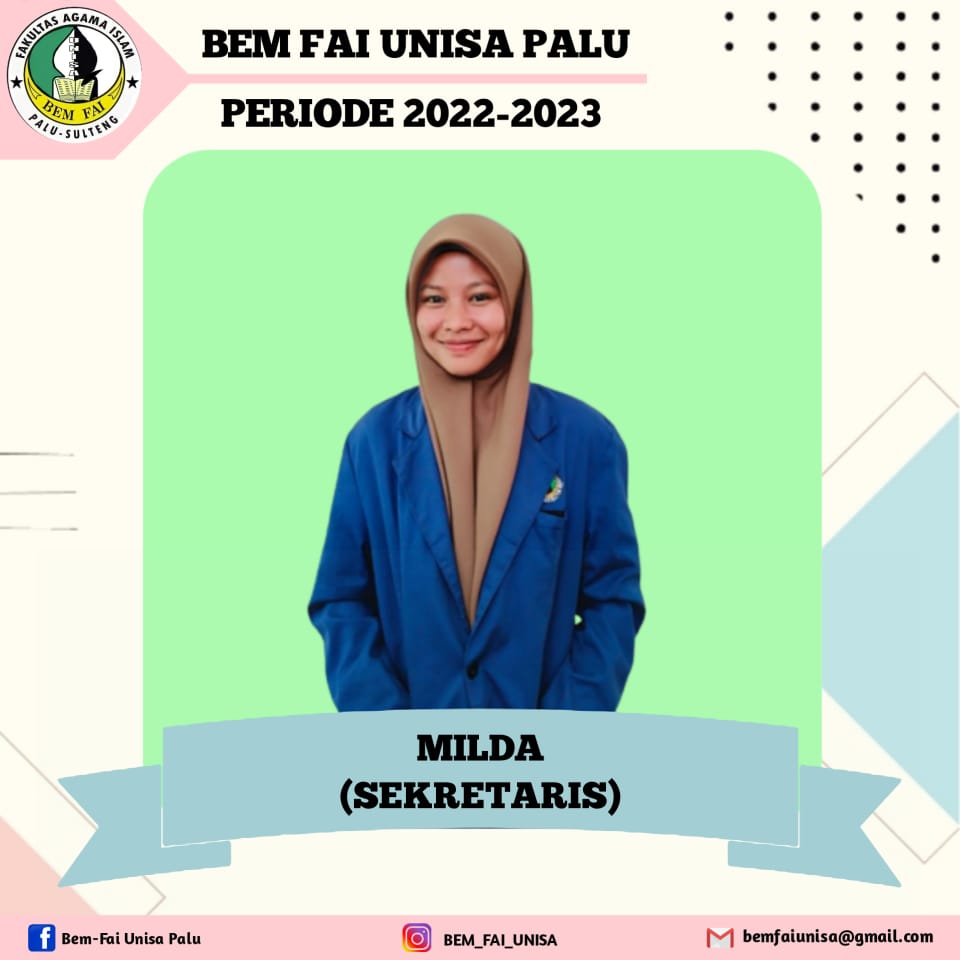 FAKULTAS AGAMA ISLAM
BEM FAI
PALU-SULTENG
BEM FAI UNISA PALU
PERIODE 2022-2023
MILDA
(SEKRETARIS)
Bem-Fai Unisa Palu
BEM_FAI_UNISA
bemfaiunisa@gmail.com